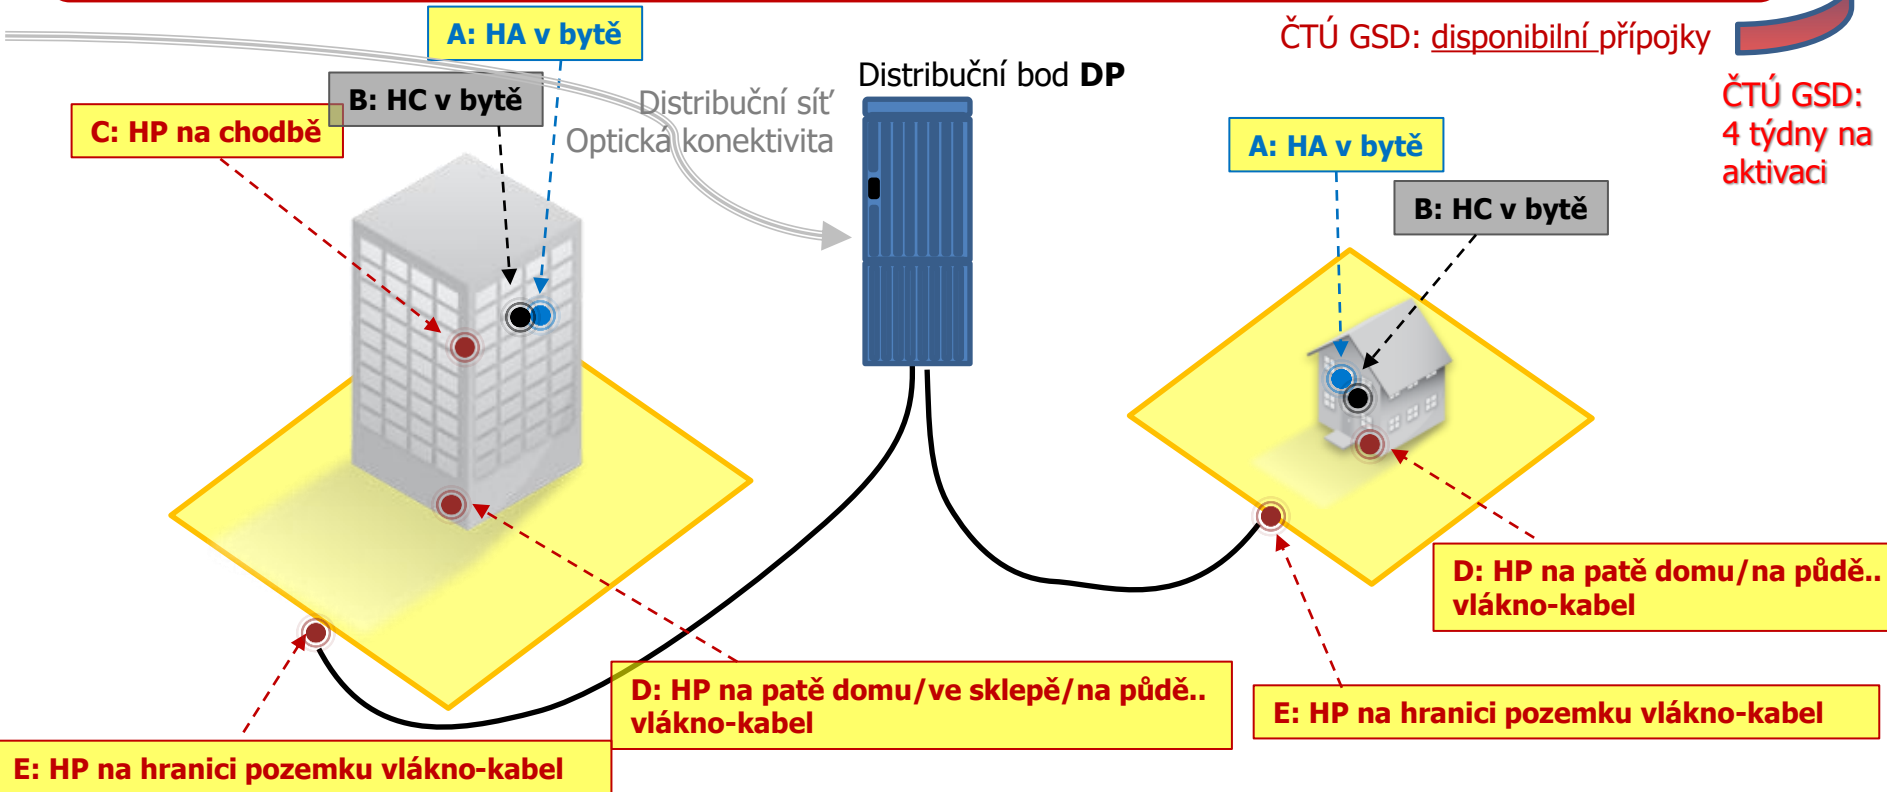 A: HA v bytě
ČTÚ GSD: disponibilní přípojky
Distribuční bod DP
B: HC v bytě
Distribuční síť
Optická konektivita
C: HP na chodbě
ČTÚ GSD:
4 týdny na
aktivaci
A: HA v bytě
B: HC v bytě
D: HP na patě domu/na půdě..
vlákno-kabel
D: HP na patě domu/ve sklepě/na půdě..
vlákno-kabel
E: HP na hranici pozemku vlákno-kabel
E: HP na hranici pozemku vlákno-kabel